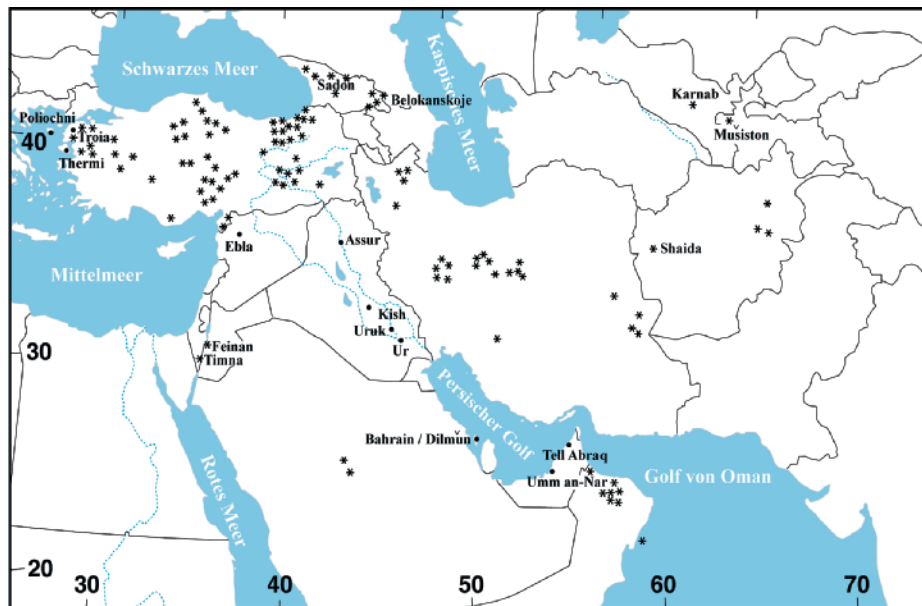 Schwarzes Meer
Kaspisches Meer
Sadon
Belokanskoje
Karnab
Musiston
Poliochni
Troia
40
Thermi
Ebla
Assur
Shaida
Mittelmeer
Kish
Uruk
Ur
Feinan
Timna
30
Persischer Golf
Bahrain / Dilmun
Tell Abraq
Umm an-Nar
Golf von Oman
Rotes Meer
20
30
40
50
60
70